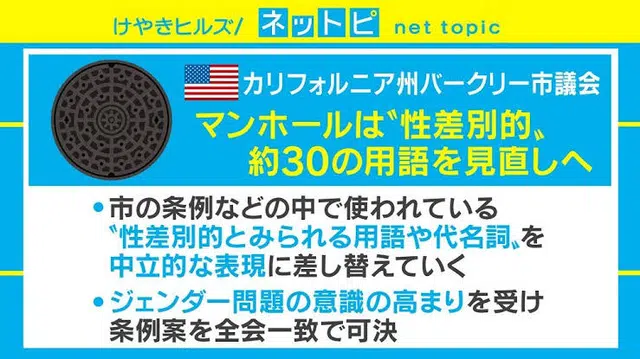 けやきヒルズ/ ネットピ net topic
カリフォルニア州バークリー市議会
マンホールは〝性差別的〟
約30の用語を見直しへ
•市の条例などの中で使われている
〝性差別的とみられる用語や代名詞〟を
中立的な表現に差し替えていく
•ジェンダー問題の意識の高まりを受け
条例案を全会一致で可決